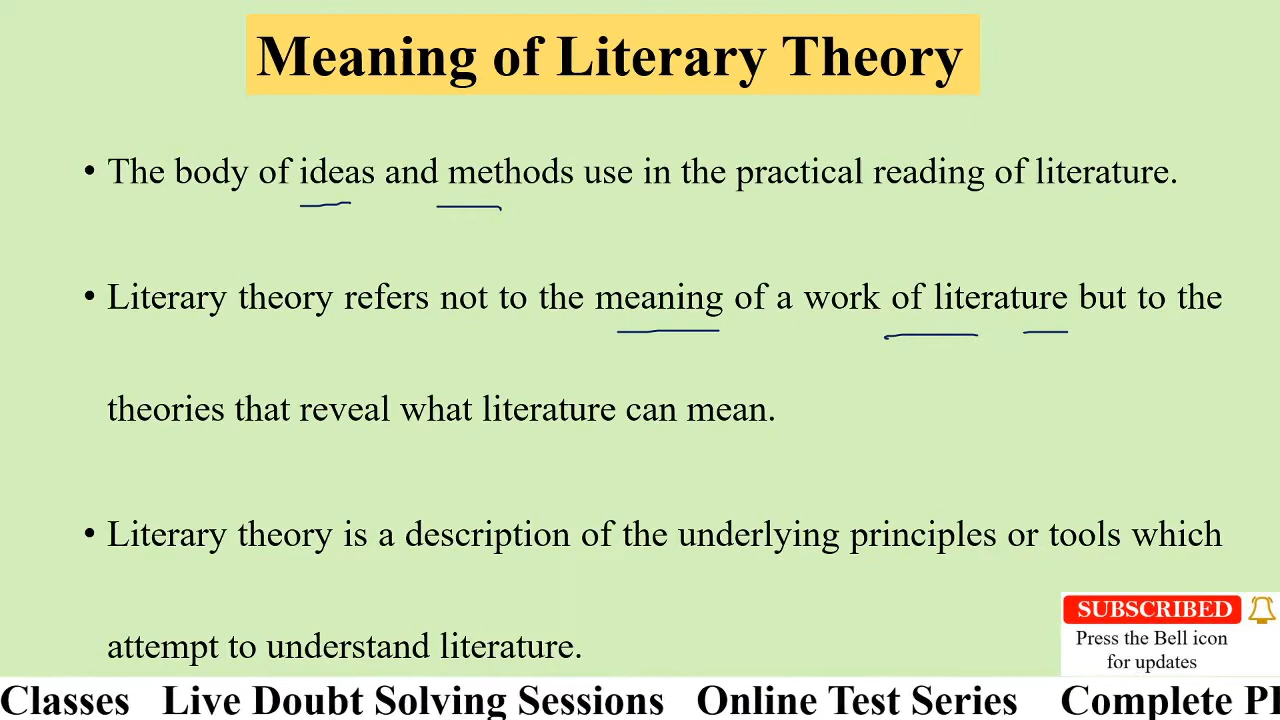 Meaning of Literary Theory
• The body of ideas and methods use in the practical reading of literature.
• Literary theory refers not to the meaning of a work of literature but to the
theories that reveal what literature can mean.
• Literary theory is a description of the underlying principles or tools which
attempt to understand literature.
SUBSCRIBED
Press the Bell icon
for updates
Classes Live Doubt Solving Sessions Online Test Series Complete